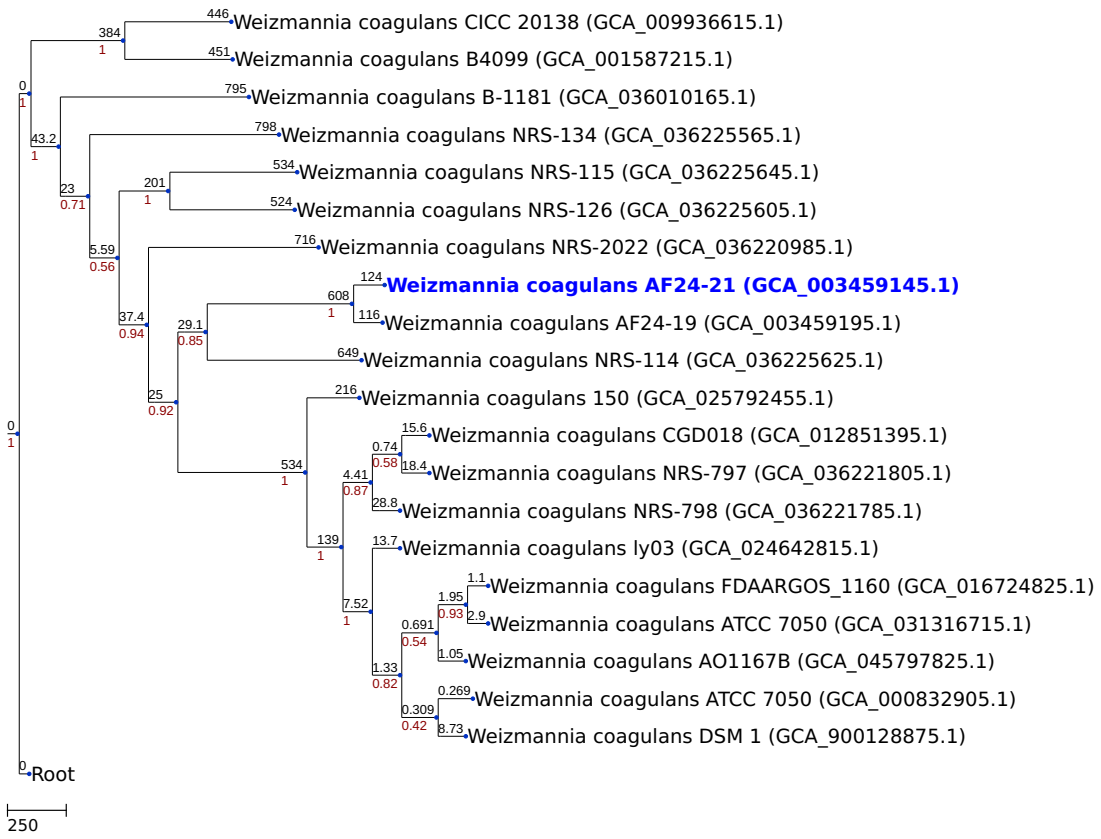 446 Weizmannia coagulans CICC 20138 (GCA_009936615.1)
384
1
451 Weizmannia coagulans B4099 (GCA_001587215.1)
0
1
795 Weizmannia coagulans B-1181 (GCA_036010165.1)
43.2
1
798 Weizmannia coagulans NRS-134 (GCA_036225565.1)
23
0.71
534 Weizmannia coagulans NRS-115 (GCA_036225645.1)
201
1
524 Weizmannia coagulans NRS-126 (GCA_036225605.1)
5.59
0.56
716 Weizmannia coagulans NRS-2022 (GCA_036220985.1)
37.4
0.94
124 Weizmannia coagulans AF24-21 (GCA_003459145.1)
608
1
116 Weizmannia coagulans AF24-19 (GCA_003459195.1)
29.1
0.85
649 Weizmannia coagulans NRS-114 (GCA_036225625.1)
25
0.92
216 Weizmannia coagulans 150 (GCA_025792455.1)
0
1
15.6 Weizmannia coagulans CGD018 (GCA_012851395.1)
0.74
0.58
18.4 Weizmannia coagulans NRS-797 (GCA_036221805.1)
534
1
4.41
0.87
28.8 Weizmannia coagulans NRS-798 (GCA_036221785.1)
139
1
13.7 Weizmannia coagulans ly03 (GCA_024642815.1)
1.1 Weizmannia coagulans FDAARGOS_1160 (GCA_016724825.1)
1.95
0.93
2.9 Weizmannia coagulans ATCC 7050 (GCA_031316715.1)
7.52
1
0.691
0.54
1.05 Weizmannia coagulans AO1167B (GCA_045797825.1)
1.33
0.82
0.269 Weizmannia coagulans ATCC 7050 (GCA_000832905.1)
0.309
0.42
8.73 Weizmannia coagulans DSM 1 (GCA_900128875.1)
0 Root
250